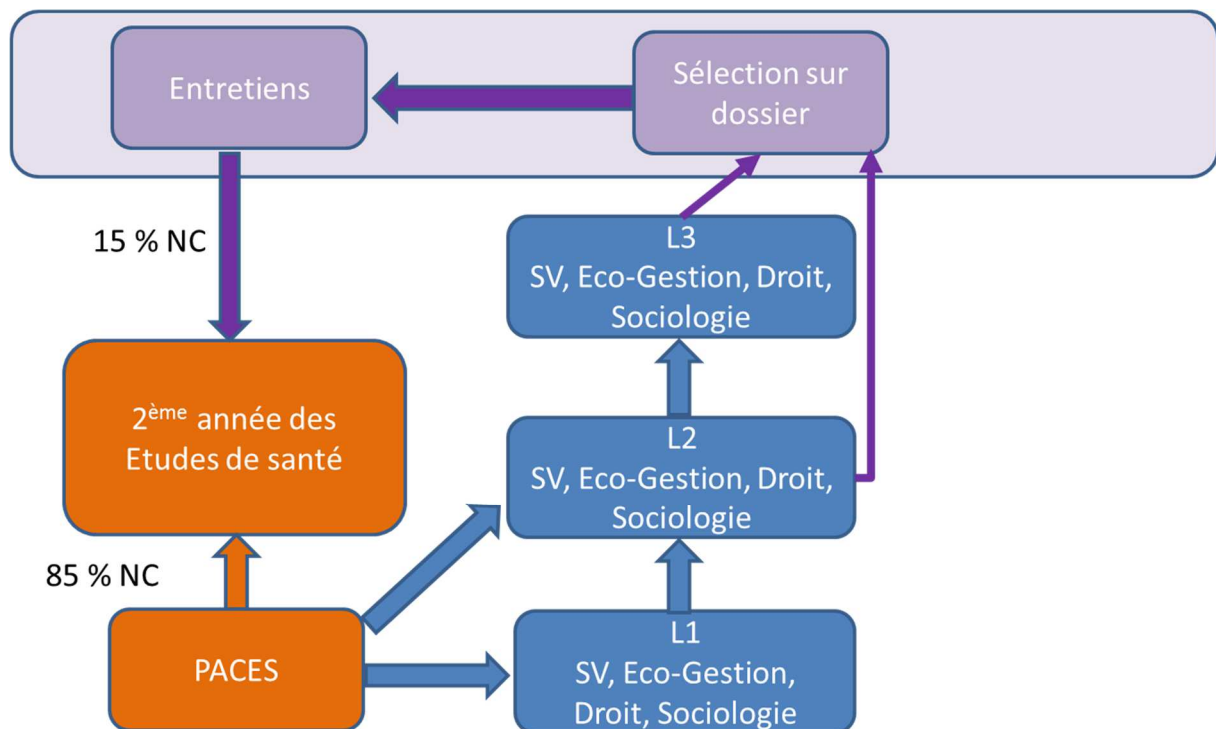 Entretiens
Sélection sur
dossier
15 % NC
L3
SV, Eco-Gestion, Droit,
Sociologie
2ème année des
Etudes de santé
L2
SV, Eco-Gestion, Droit,
Sociologie
85 % NC
PACES
L1
SV, Eco-Gestion,
Droit, Sociologie